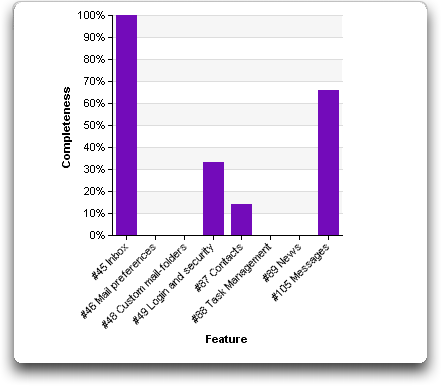 100%
90%
80%
70%
60%
50%
40%
30%
20%
10%
0%
Completeness
#45 Inbox
#46 Mail preferences
#48 Custom mail-folders
#49 Login and security
#87 Contacts
#88 Task Management
#89 News
#105 Messages
Feature